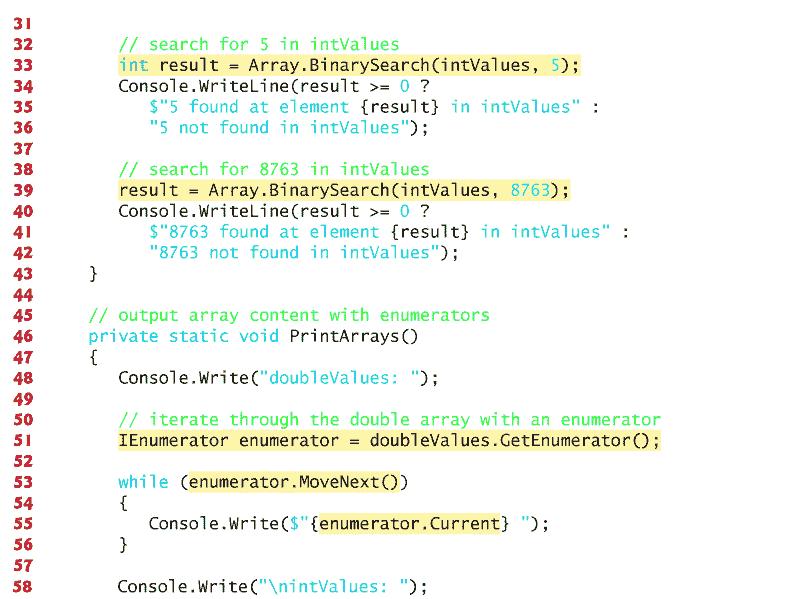 31
32 // search for 5 in intValues
33 int result = Array.BinarySearch(intValues, 5);
34 Console.WriteLine(result >= 0 ?
35 $"5 found at element {result} in intValues" :
36 "5 not found in intValues");
37
38 // search for 8763 in intValues
39 result = Array.BinarySearch(intValues, 8763);
40 Console.WriteLine(result >= 0 ?
41 $"8763 found at element {result} in intValues" :
42 "8763 not found in intValues");
43 }
44
45 // output array content with enumerators
46 private static void PrintArrays()
47 {
48 Console.Write("doubleValues: ");
49
50 // iterate through the double array with an enumerator
51 IEnumerator enumerator = doubleValues.GetEnumerator();
52
53 while (enumerator.MoveNext())
54 {
55 Console.Write($"{enumerator.Current} ");
56 }
57
58 Console.Write("\nintValues: ");